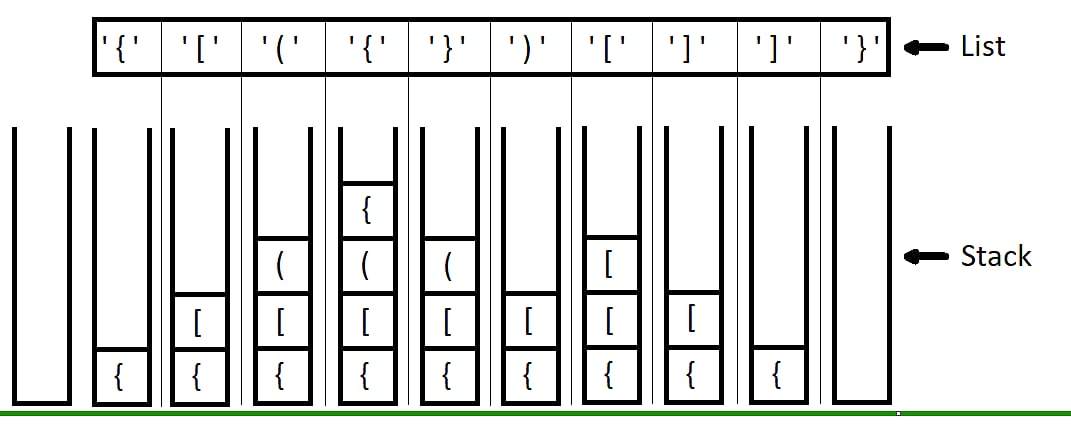 '{' '[' '(' '{' '}' ')' '[' ']' ']' '}' List
{
( ( ( [
[ [ [ [ [ [ [ Stack
{ { { { { { { { {